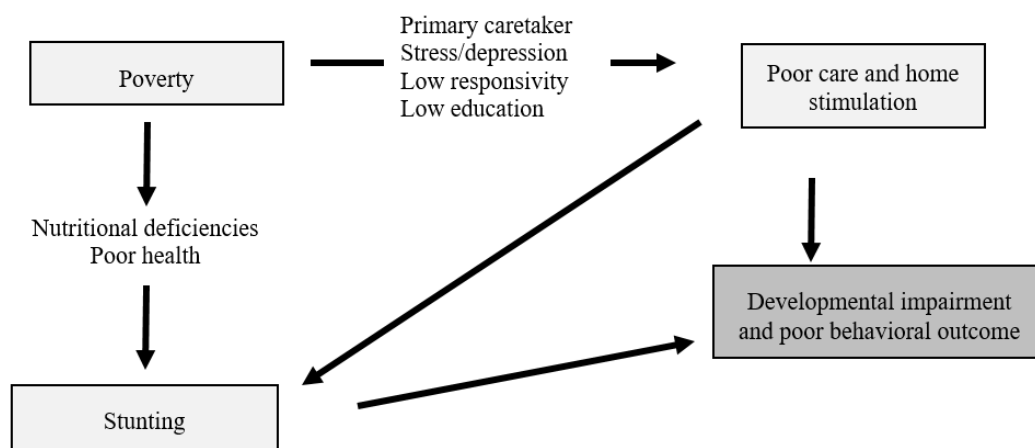 Poverty
Primary caretaker
Stress/depression
Low responsivity
Low education
Poor care and home
stimulation
Nutritional deficiencies
Poor health
Developmental impairment
and poor behavioral outcome
Stunting